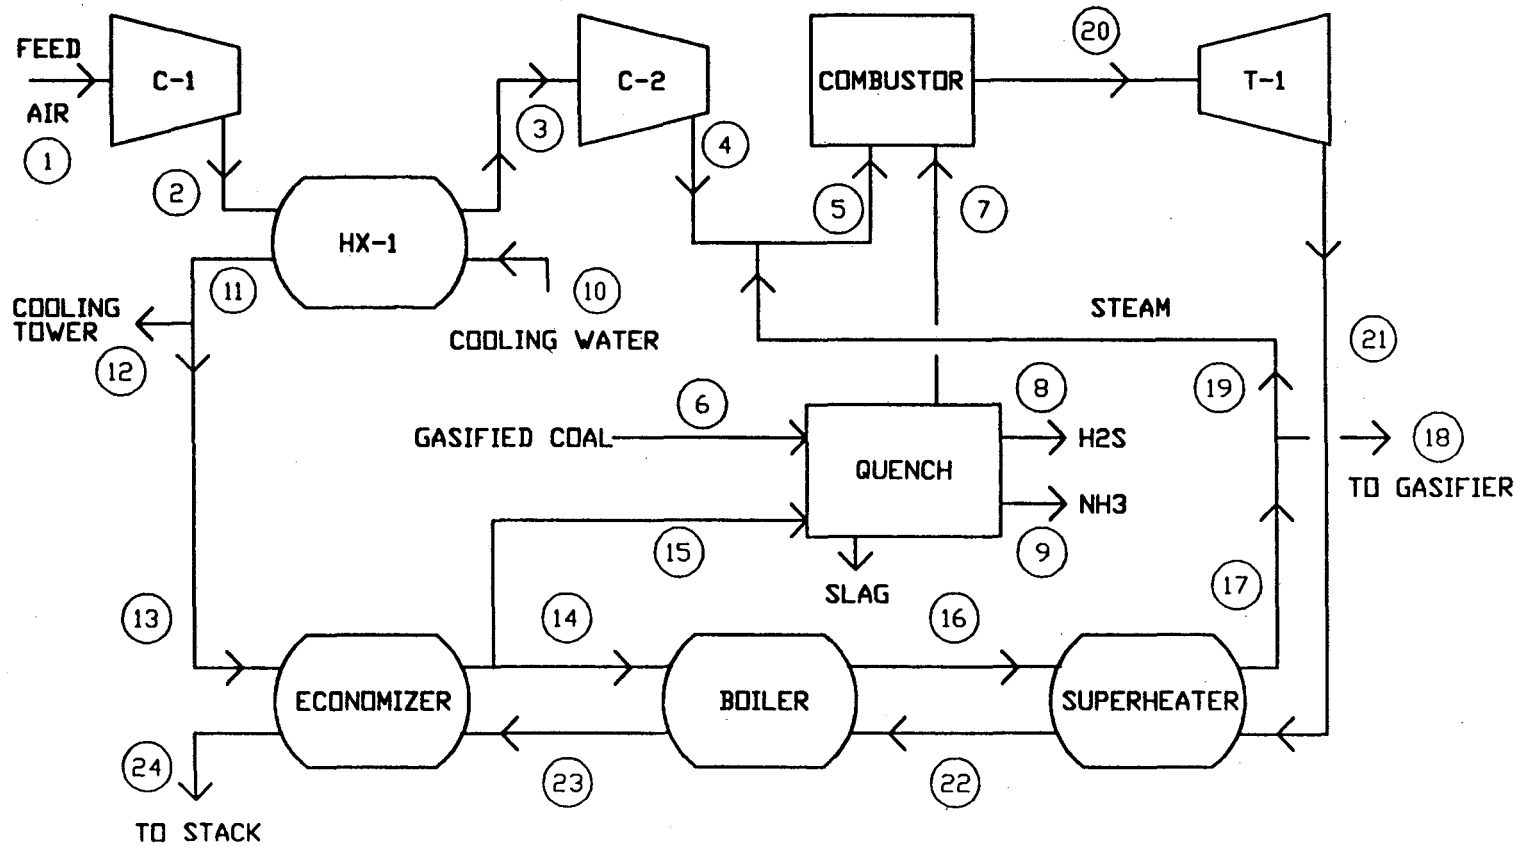 20
FEED
C-1
C-2
COMBUSTOR
T-1
AIR
3
4
1
2
5
7
HX-1
11
10
COOLING
TOWER
STEAM
COOLING WATER
21
12
19
8
6
GASIFIED COAL
H2S
18
QUENCH
TO GASIFIER
NH3
15
9
SLAG
17
13
14
16
ECONOMIZER
BOILER
SUPERHEATER
24
23
22
TO STACK